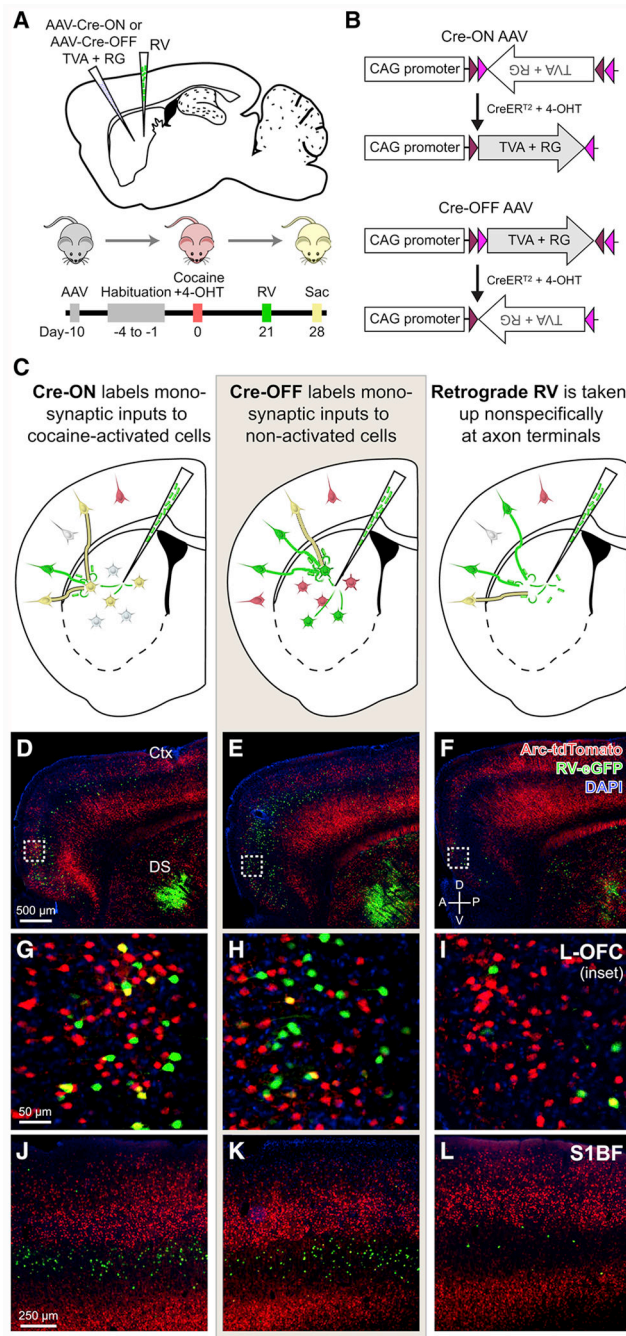 A
AAV-Cre-ON or
AAV-Cre-OFF
TVA + RG
RV
Cocaine
AAV
Habituation
+4-OHT
RV
Sac
Day-10
-4 to -1
0
21
28
B
Cre-ON AAV
CAG promoter
TVA + RG
CreERT2 + 4-OHT
CAG promoter
TVA + RG
Cre-OFF AAV
CAG promoter
TVA + RG
CreERT2 + 4-OHT
CAG promoter
TVA + RG
C
Cre-ON labels mono-
synaptic inputs to
cocaine-activated cells
Cre-OFF labels mono-
synaptic inputs to
non-activated cells
Retrograde RV is taken
up nonspecifically
at axon terminals
D
Ctx
DS
500 µm
E
F
Arc-tdTomato
RV-eGFP
DAPI
D
A
P
V
G
50 µm
H
I
L-OFC
(inset)
J
250 µm
K
L
S1BF